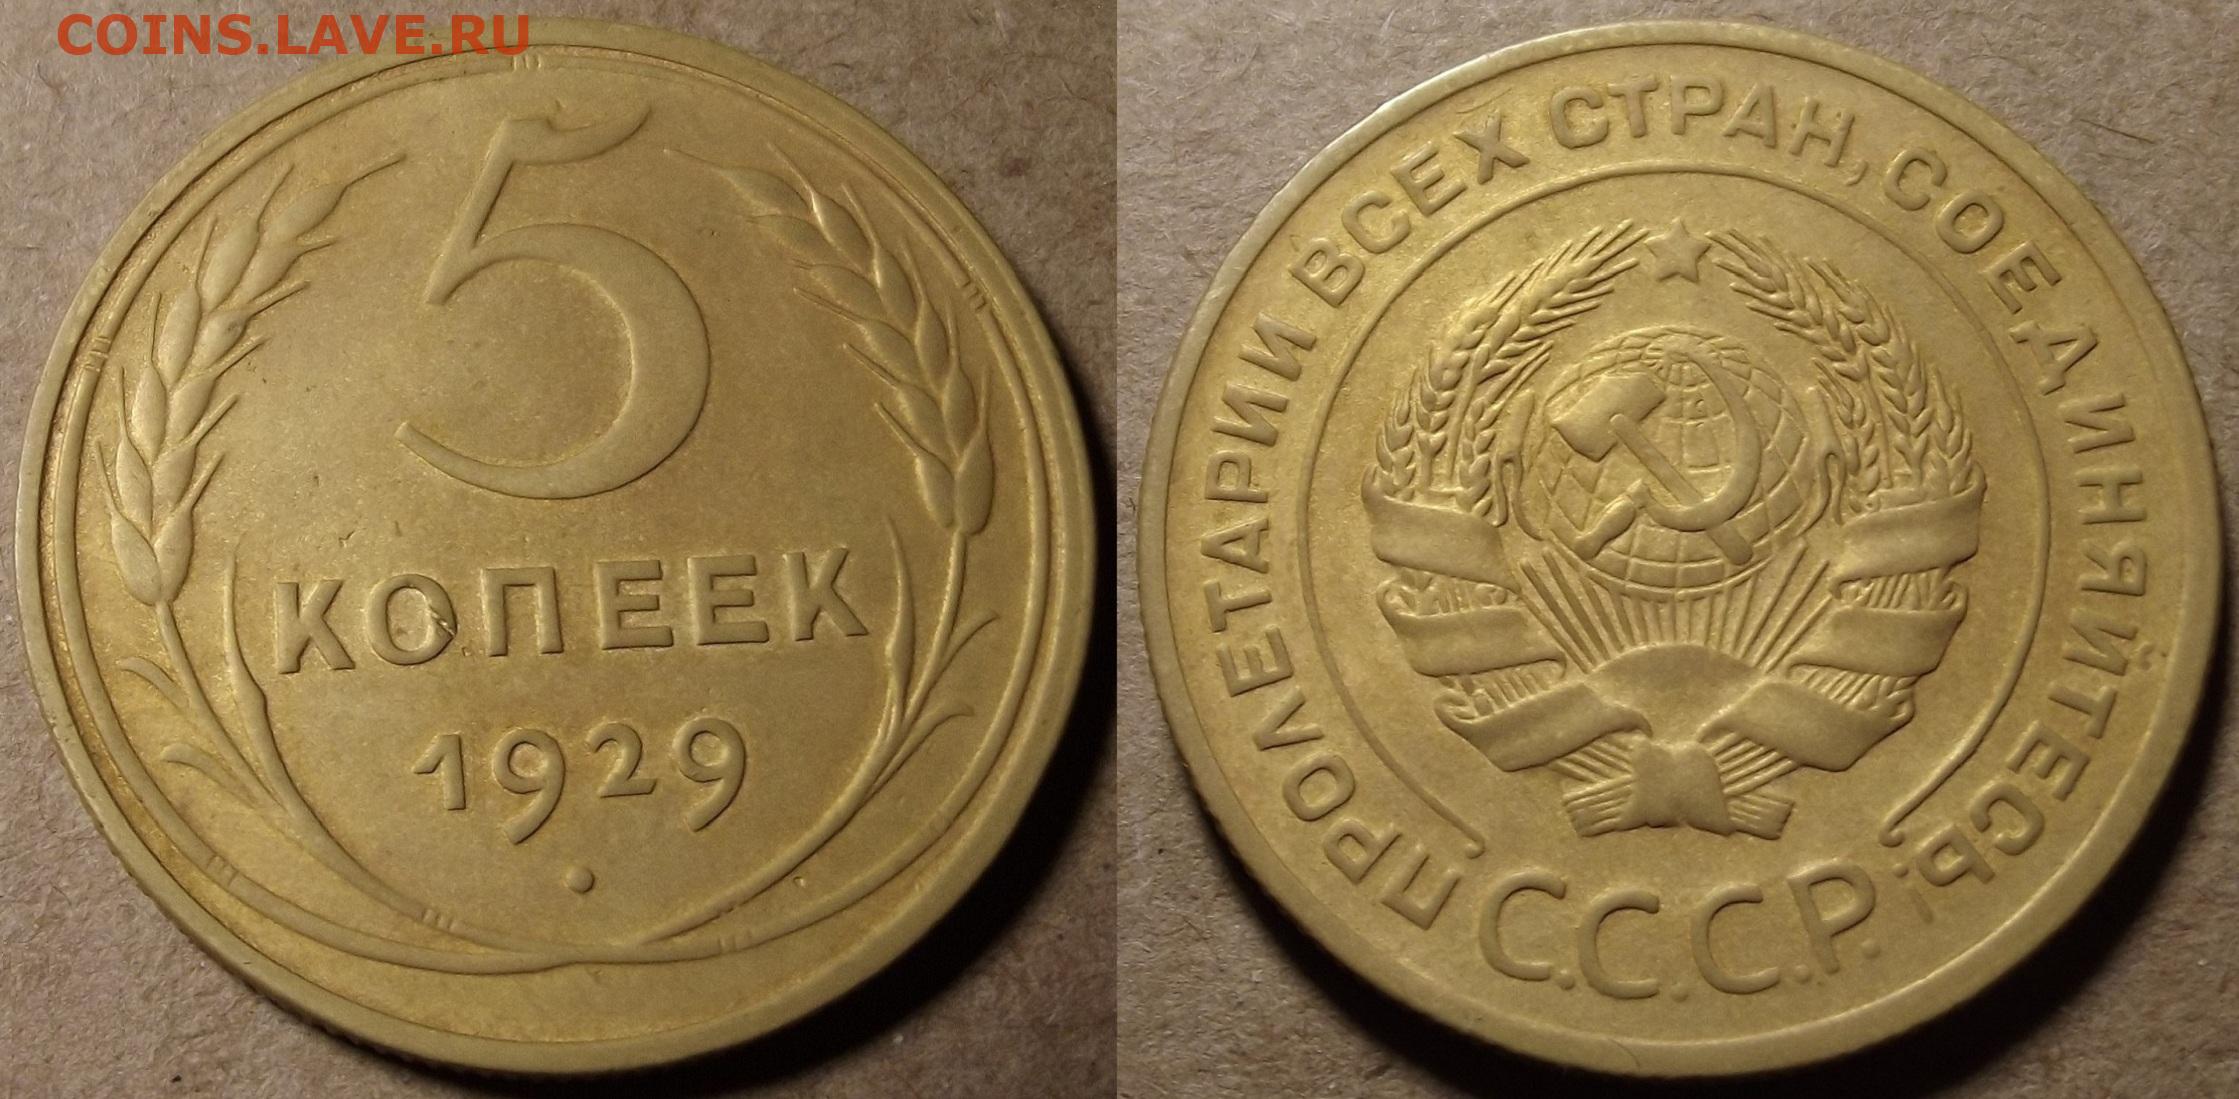 COINS.LAVE.RU
5
КОПЕЕК
1929
ПРОЛЕТАРИИ ВСЕХ СТРАН, СОЕДИНЯЙТЕСЬ!
С.С.С.Р.